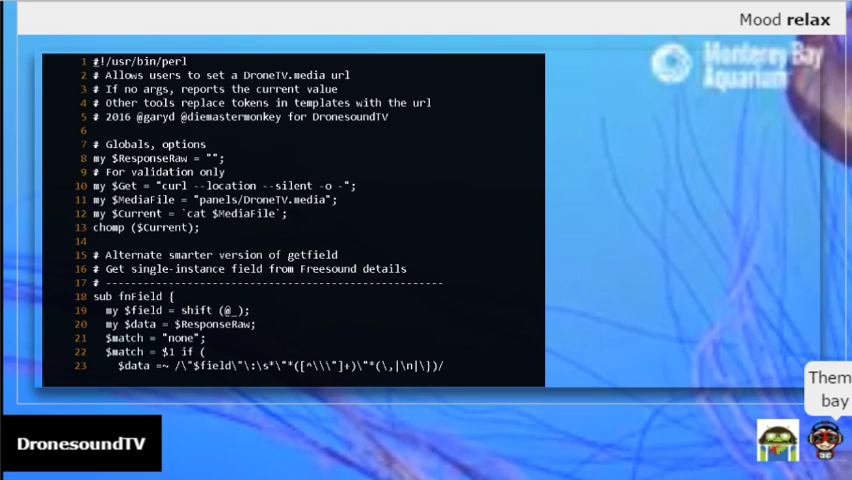 Mood relax
Monterey Bay
Aquarium
1 #!/usr/bin/perl
2 # Allows users to set a DroneTV.media url
3 # If no args, reports the current value
4 # Other tools replace tokens in templates with the url
5 # 2016 @garyd @diemastermonkey for DronesoundTV
6
7 # Globals, options
8 my $ResponseRaw = "";
9 # For validation only
10 my $Get = "curl --location --silent -o -";
11 my $MediaFile = "panels/DroneTV.media";
12 my $Current = `cat $MediaFile`;
13 chomp ($Current);
14
15 # Alternate smarter version of getfield
16 # Get single-instance field from Freesound details
17 # -------------------------------------------------
18 sub fnField {
19 my $field = shift (@_);
20 my $data = $ResponseRaw;
21 $match = "none";
22 $match = $1 if (
23 $data =~ /\"$field\"\:\s*\"*([^\\\"]+)\"*(\,|\n|\})/
Them
bay
DronesoundTV